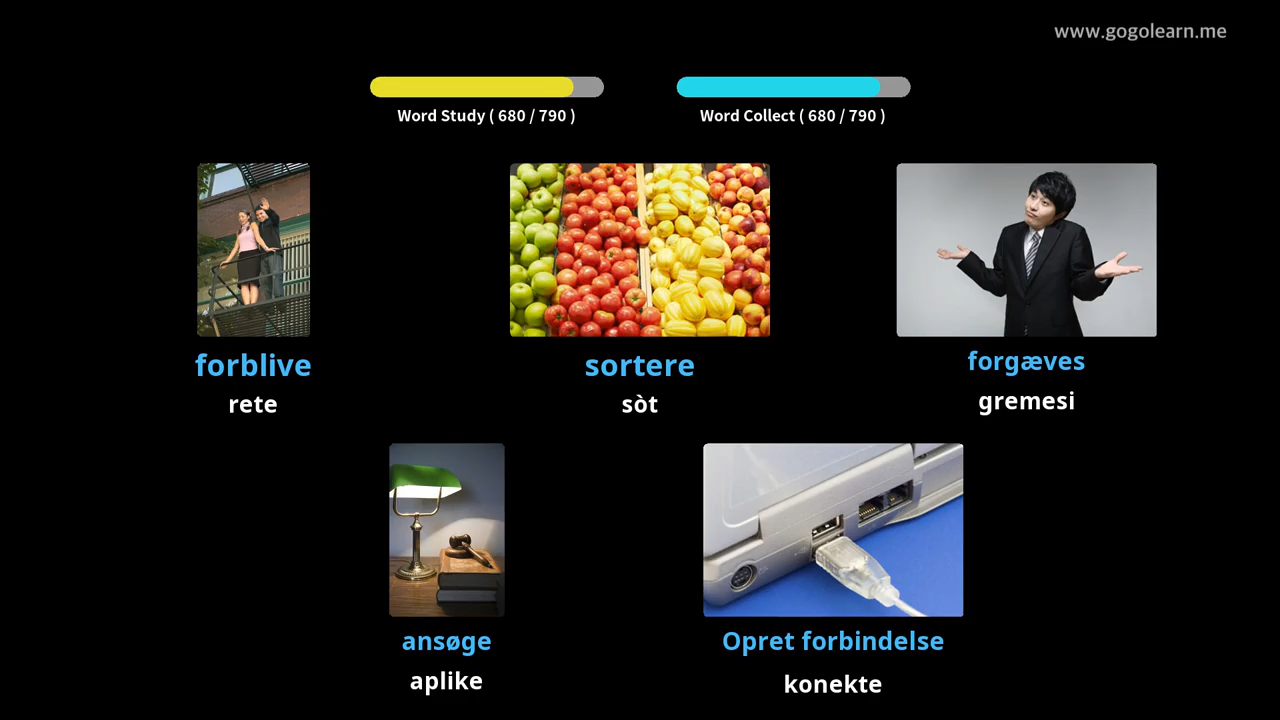 www.gogolearn.me
Word Study ( 680 / 790 )
Word Collect ( 680 / 790 )
forblive
rete
sortere
sòt
forgæves
gremesi
ansøge
aplike
Opret forbindelse
konekte